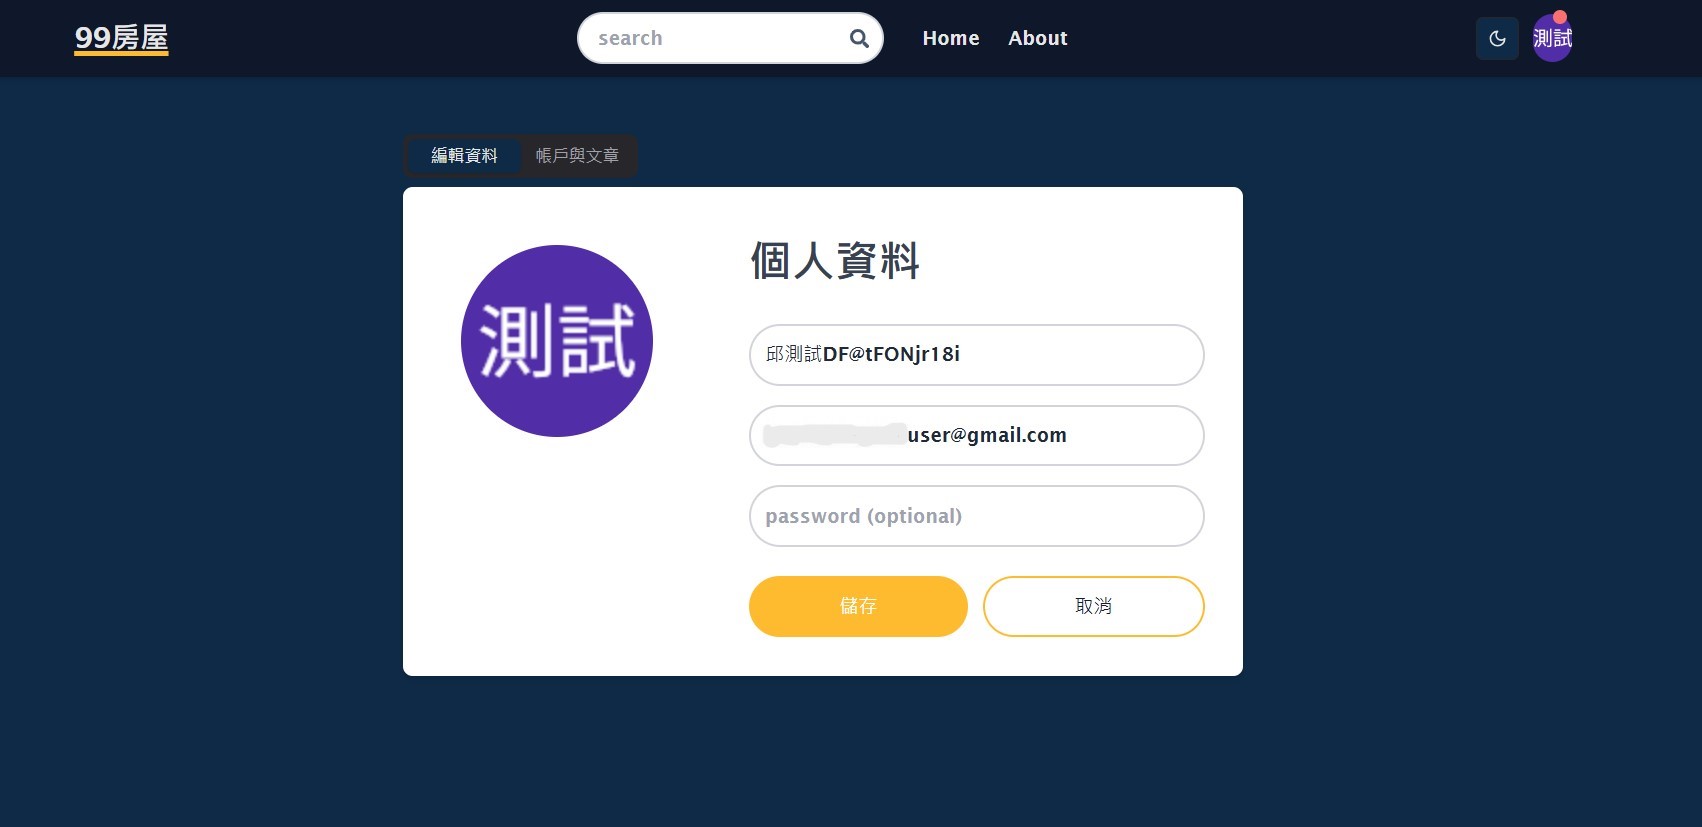 99房屋
search
Home
About
測試
編輯資料
帳戶與文章
測試
個人資料
邱測試DF@tFONjr18i
user@gmail.com
password (optional)
儲存
取消